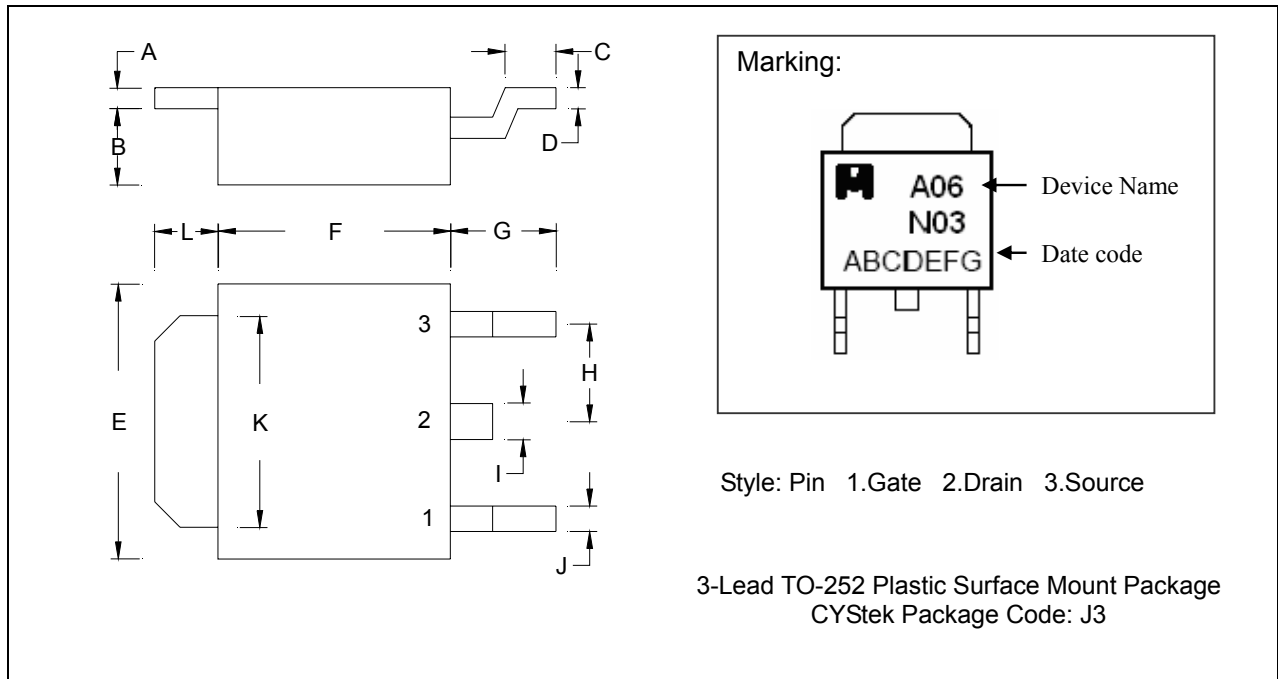 A
B
C
D
L
F
G
E
K
3
2
1
H
I
J
Marking:
A06
N03
ABCDEFG
Device Name
Date code
Style: Pin 1.Gate 2.Drain 3.Source
3-Lead TO-252 Plastic Surface Mount Package
CYStek Package Code: J3